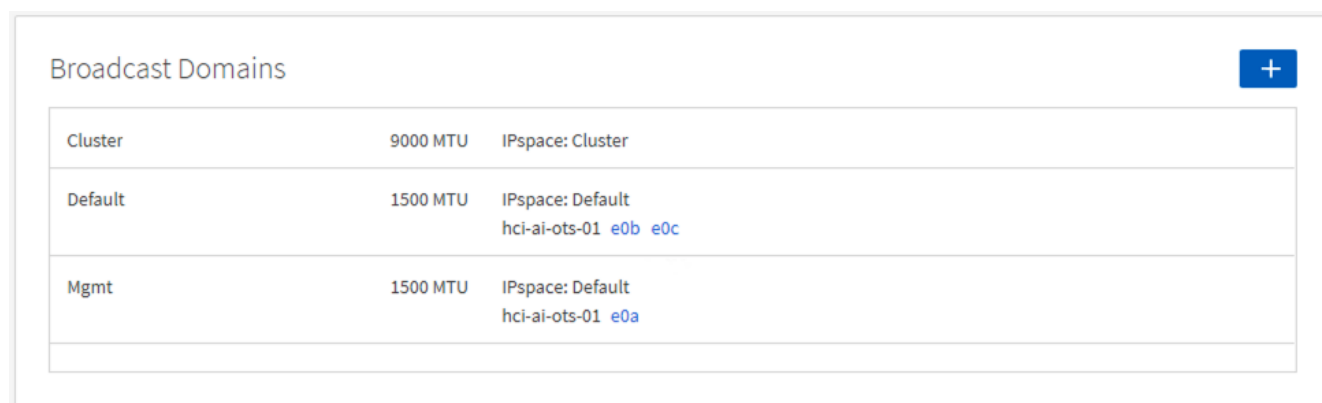 Broadcast Domains
+
Cluster 9000 MTU IPspace: Cluster
Default 1500 MTU IPspace: Default
hci-ai-ots-01 e0b e0c
Mgmt 1500 MTU IPspace: Default
hci-ai-ots-01 e0a